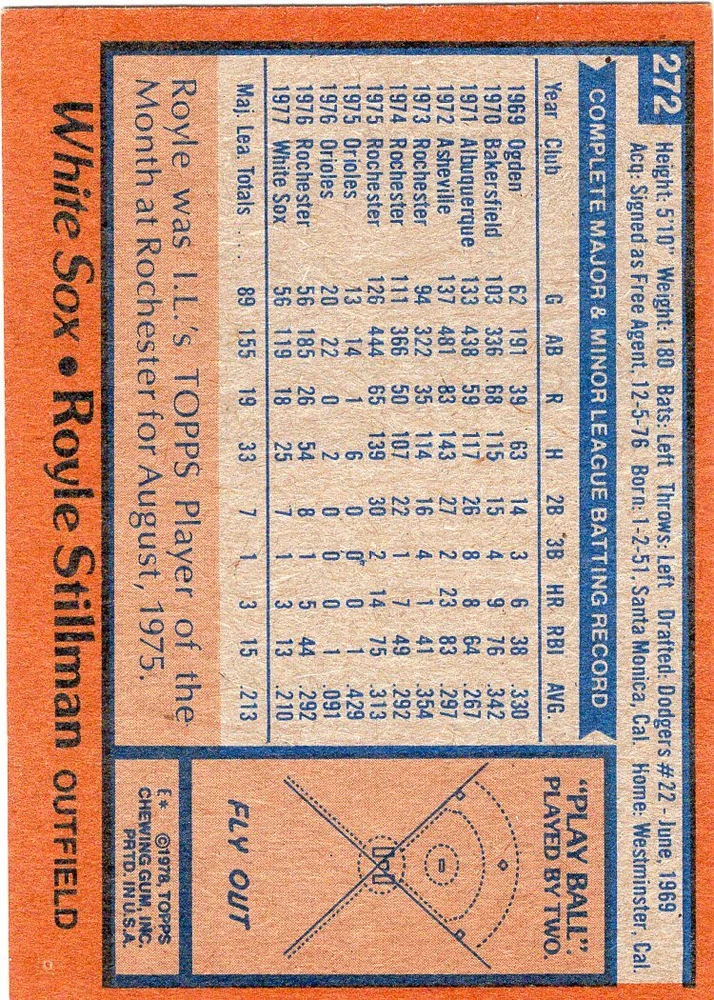 272
Height: 5'10" Weight: 180 Bats: Left Throws: Left Drafted: Dodgers #22 - June, 1969
Acq: Signed as Free Agent, 12-5-76 Born: 1-2-51, Santa Monica, Cal. Home: Westminster, Cal.
COMPLETE MAJOR & MINOR LEAGUE BATTING RECORD
Year Club G AB R H 2B 3B HR RBI AVG.
1969 Ogden 62 191 39 63 14 3 6 38 .330
1970 Bakersfield 103 336 68 115 15 4 9 76 .342
1971 Albuquerque 133 438 59 117 26 8 8 64 .267
1972 Asheville 137 481 83 143 27 2 23 83 .297
1973 Rochester 94 322 35 114 16 4 1 41 .354
1974 Rochester 111 366 50 107 22 1 7 49 .292
1975 Rochester 126 444 65 139 30 2 14 75 .313
1975 Orioles 13 14 1 6 0 0 0 1 .429
1976 Orioles 20 22 0 2 0 0 0 1 .091
1976 Rochester 56 185 26 54 8 1 5 44 .292
1977 White Sox 56 119 18 25 7 1 3 13 .210
Maj. Lea. Totals .... 89 155 19 33 7 1 3 15 .213
Royle was I.L.'s TOPPS Player of the
Month at Rochester for August, 1975.
"PLAY BALL"
PLAYED BY TWO.
FLY OUT
E* ©1978, TOPPS
CHEWING GUM, INC.
PRTD. IN U.S.A.
White Sox • Royle Stillman OUTFIELD